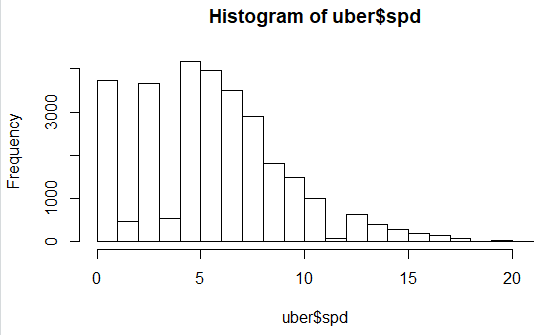 Histogram of uber$spd
Frequency
3000
1000
0
0 5 10 15 20
uber$spd